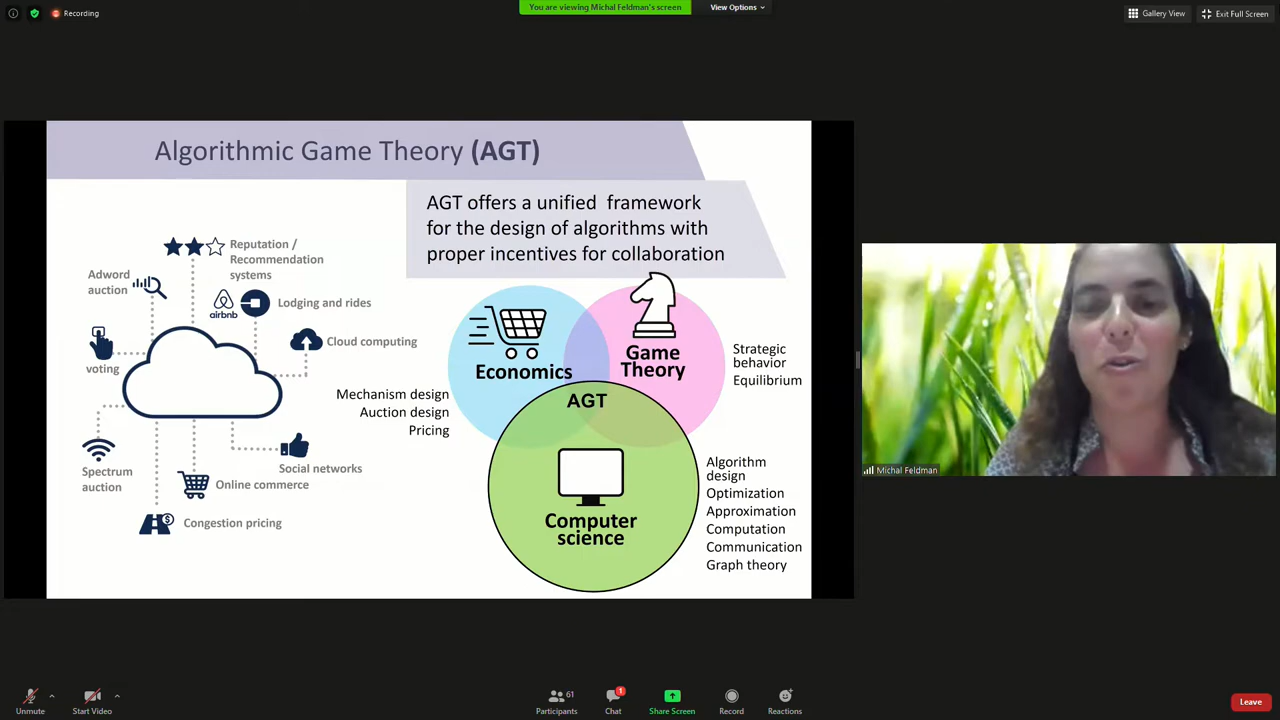 Recording
You are viewing Michal Feldman's screen
View Options
Gallery View
Exit Full Screen
Algorithmic Game Theory (AGT)
AGT offers a unified framework
for the design of algorithms with
proper incentives for collaboration
Reputation /
Recommendation
systems
Adword
auction
airbnb
Lodging and rides
Cloud computing
voting
Spectrum
auction
Social networks
Online commerce
$
Congestion pricing
Economics
Game
Theory
AGT
Computer
science
Mechanism design
Auction design
Pricing
Strategic
behavior
Equilibrium
Algorithm
design
Optimization
Approximation
Computation
Communication
Graph theory
Michal Feldman
Unmute
Start Video
61
Participants
1
Chat
Share Screen
Record
Reactions
Leave